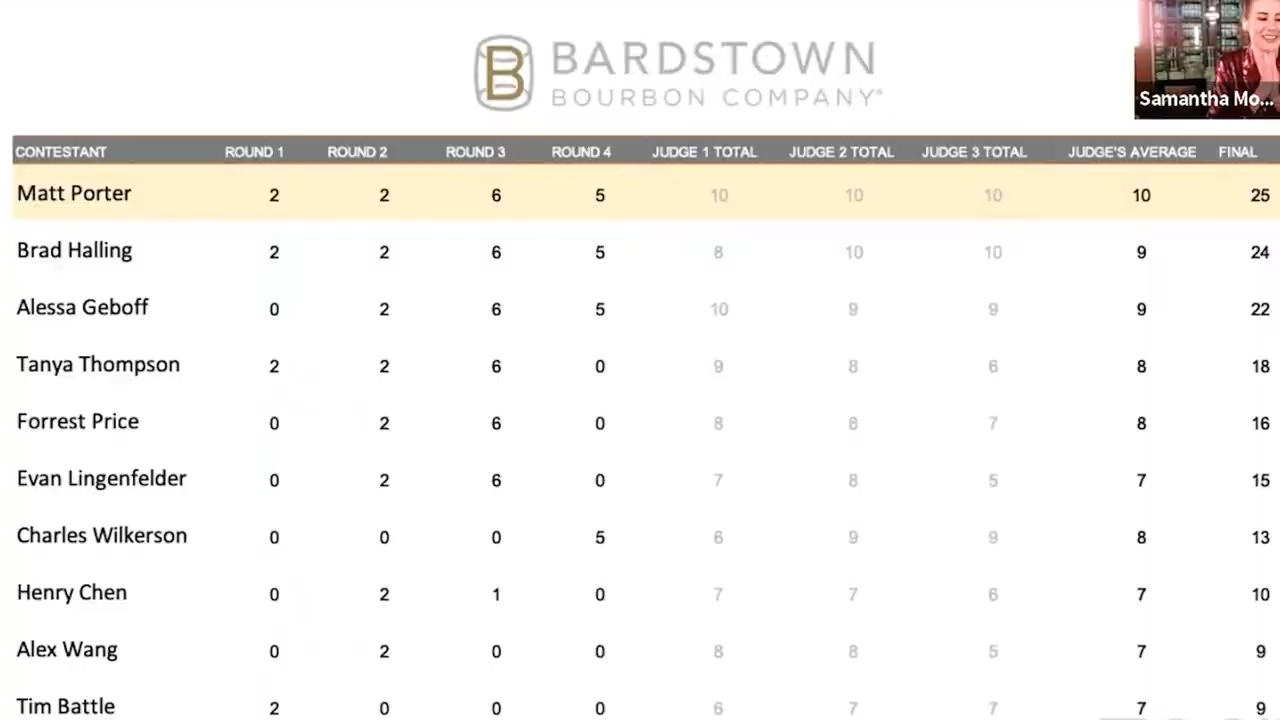 BARDSTOWN
BOURBON COMPANY®
Samantha Mo...
CONTESTANT ROUND 1 ROUND 2 ROUND 3 ROUND 4 JUDGE 1 TOTAL JUDGE 2 TOTAL JUDGE 3 TOTAL JUDGE'S AVERAGE FINAL
Matt Porter 2 2 6 5 10 10 10 10 25
Brad Halling 2 2 6 5 8 10 10 9 24
Alessa Geboff 0 2 6 5 10 9 9 9 22
Tanya Thompson 2 2 6 0 9 8 6 8 18
Forrest Price 0 2 6 0 8 8 7 8 16
Evan Lingenfelder 0 2 6 0 7 8 5 7 15
Charles Wilkerson 0 0 0 5 6 9 9 8 13
Henry Chen 0 2 1 0 7 7 6 7 10
Alex Wang 0 2 0 0 8 8 5 7 9
Tim Battle 2 0 0 0 6 7 7 7 9